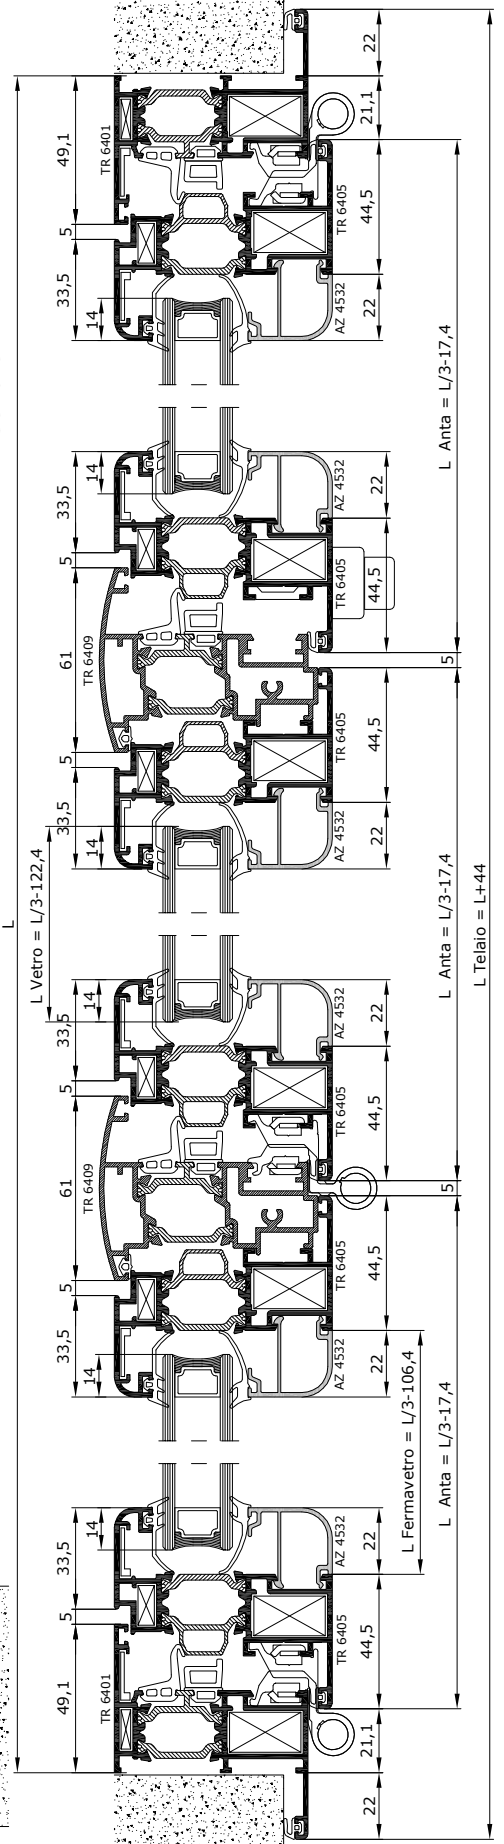 22
21,1
49,1
TR 6401
5
44,5
TR 6405
33,5
14
22
AZ 4532
L Anta = L/3-17,4
33,5
14
22
AZ 4532
5
44,5
TR 6405
61
TR 6409
5
5
44,5
TR 6405
33,5
14
22
AZ 4532
L
L Vetro = L/3-122,4
L Anta = L/3-17,4
L Telaio = L+44
33,5
14
22
AZ 4532
5
44,5
TR 6405
61
TR 6409
5
5
44,5
TR 6405
33,5
14
22
AZ 4532
L Fermavetro = L/3-106,4
L Anta = L/3-17,4
33,5
14
22
AZ 4532
5
44,5
TR 6405
49,1
TR 6401
21,1
22